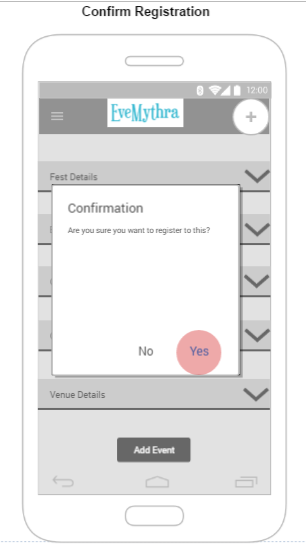 Confirm Registration
12:00
EveMythra
Fest Details
Confirmation
Are you sure you want to register to this?
No
Yes
Venue Details
Add Event